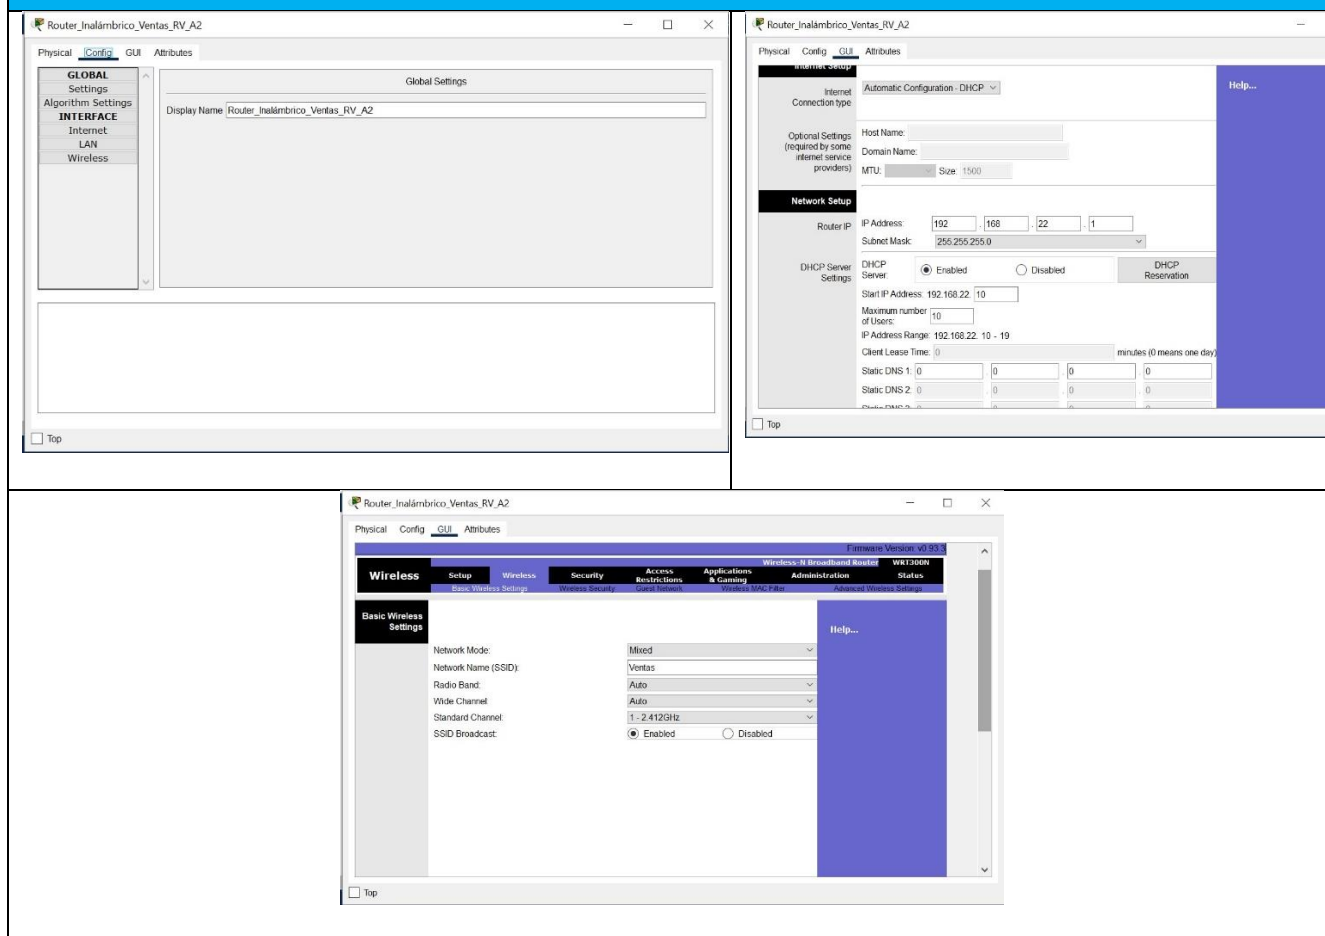 Router_Inalámbrico_Ventas_RV_A2
Physical Config GUI Attributes
GLOBAL
Settings
Algorithm Settings
INTERFACE
Internet
LAN
Wireless
Global Settings
Display Name Router_Inalámbrico_Ventas_RV_A2
Top
Router_Inalámbrico_Ventas_RV_A2
Physical Config GUI Attributes
Internet Setup
Internet
Connection type
Automatic Configuration - DHCP
Optional Settings
(required by some
internet service
providers)
Host Name:
Domain Name:
MTU: Size: 1500
Network Setup
Router IP
IP Address: 192 . 168 . 22 . 1
Subnet Mask: 255.255.255.0
DHCP Server
Settings
DHCP
Server:
Enabled Disabled
DHCP
Reservation
Start IP Address: 192.168.22. 10
Maximum number
of Users:
10
IP Address Range: 192.168.22. 10 - 19
Client Lease Time: 0 minutes (0 means one day)
Static DNS 1: 0 . 0 . 0 . 0
Static DNS 2: 0 . 0 . 0 . 0
Static DNS 3: 0 . 0 . 0 . 0
Help...
Top
Router_Inalámbrico_Ventas_RV_A2
Physical Config GUI Attributes
Firmware Version: v0.93.3
Wireless-N Broadband Router WRT300N
Wireless
Setup Wireless Security Access
Restrictions Applications
& Gaming Administration Status
Basic Wireless Settings Wireless Security Guest Network Wireless MAC Filter Advanced Wireless Settings
Basic Wireless
Settings
Help...
Network Mode: Mixed
Network Name (SSID): Ventas
Radio Band: Auto
Wide Channel: Auto
Standard Channel: 1 - 2.412GHz
SSID Broadcast: Enabled Disabled
Top